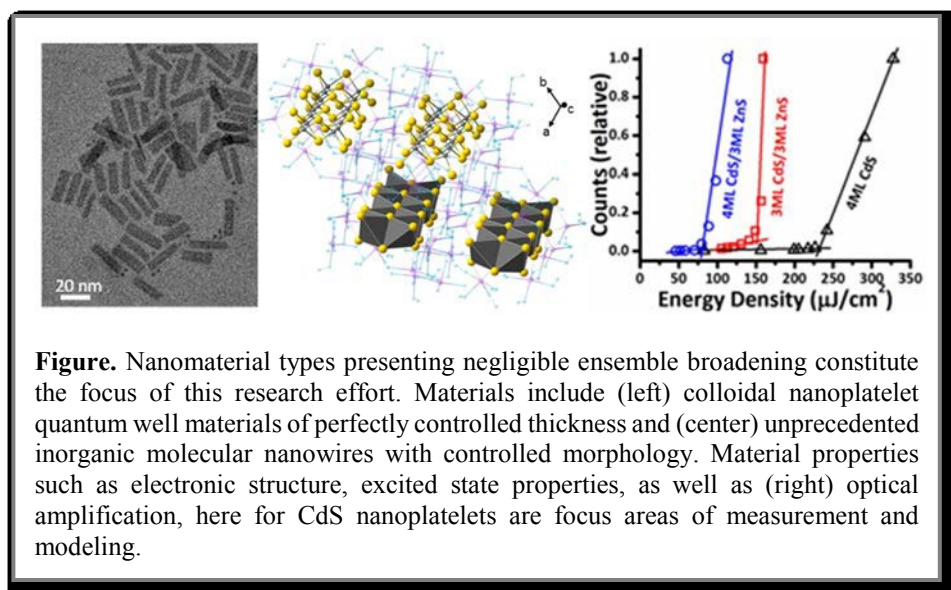 20 nm
b
c
a
Counts (relative)
1.0
0.8
0.6
0.4
0.2
0.0
4ML CdS/3ML ZnS
3ML CdS/3ML ZnS
4ML CdS
0 50 100 150 200 250 300 350
Energy Density (μJ/cm²)
Figure. Nanomaterial types presenting negligible ensemble broadening constitute
the focus of this research effort. Materials include (left) colloidal nanoplatelet
quantum well materials of perfectly controlled thickness and (center) unprecedented
inorganic molecular nanowires with controlled morphology. Material properties
such as electronic structure, excited state properties, as well as (right) optical
amplification, here for CdS nanoplatelets are focus areas of measurement and
modeling.